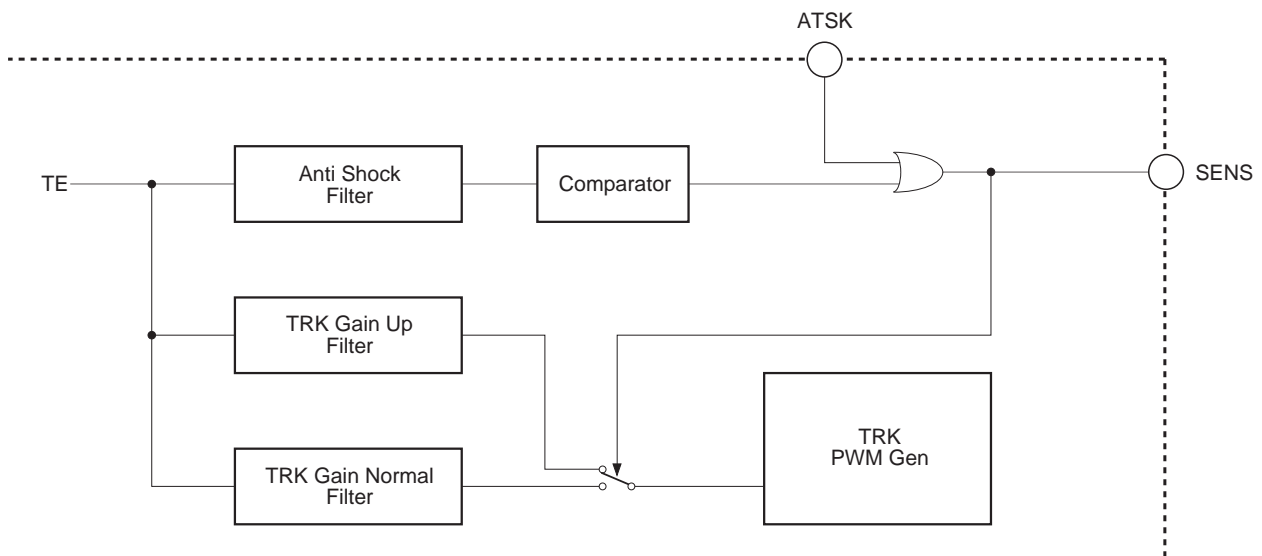 ATSK
TE
Anti Shock
Filter
Comparator
SENS
TRK Gain Up
Filter
TRK Gain Normal
Filter
TRK
PWM Gen